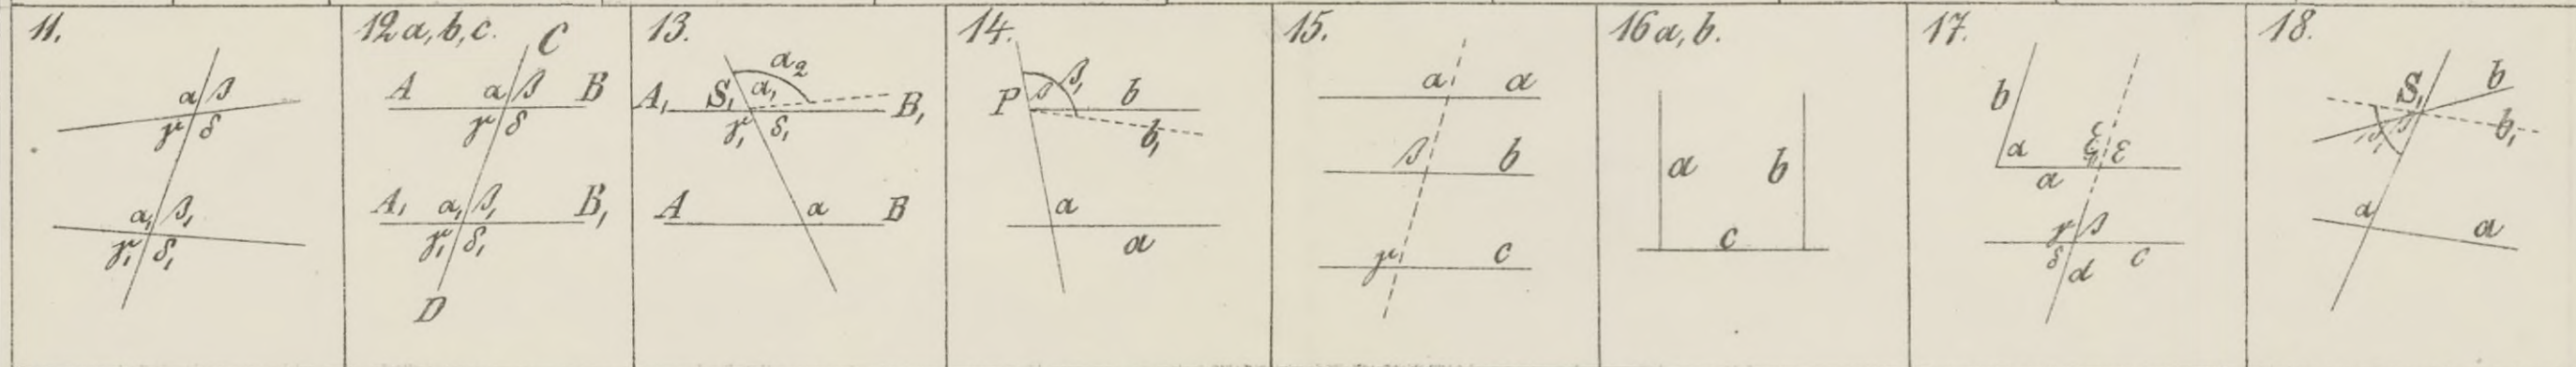 11.
α β
γ δ
α₁ β₁
γ₁ δ₁
12 a, b, c.
C
A α β B
γ δ
A₁ α₁ β₁ B₁
γ₁ δ₁
D
13.
α₂
A₁ S₁ α₁ B₁
γ₁ δ₁
A α B
14.
β₁
P β b
b₁
α
a
15.
α a
β b
γ c
16 a, b.
a b
c
17.
b
α ε
a
γ β
δ d c
18.
S₁ b
β₁ β b₁
α a